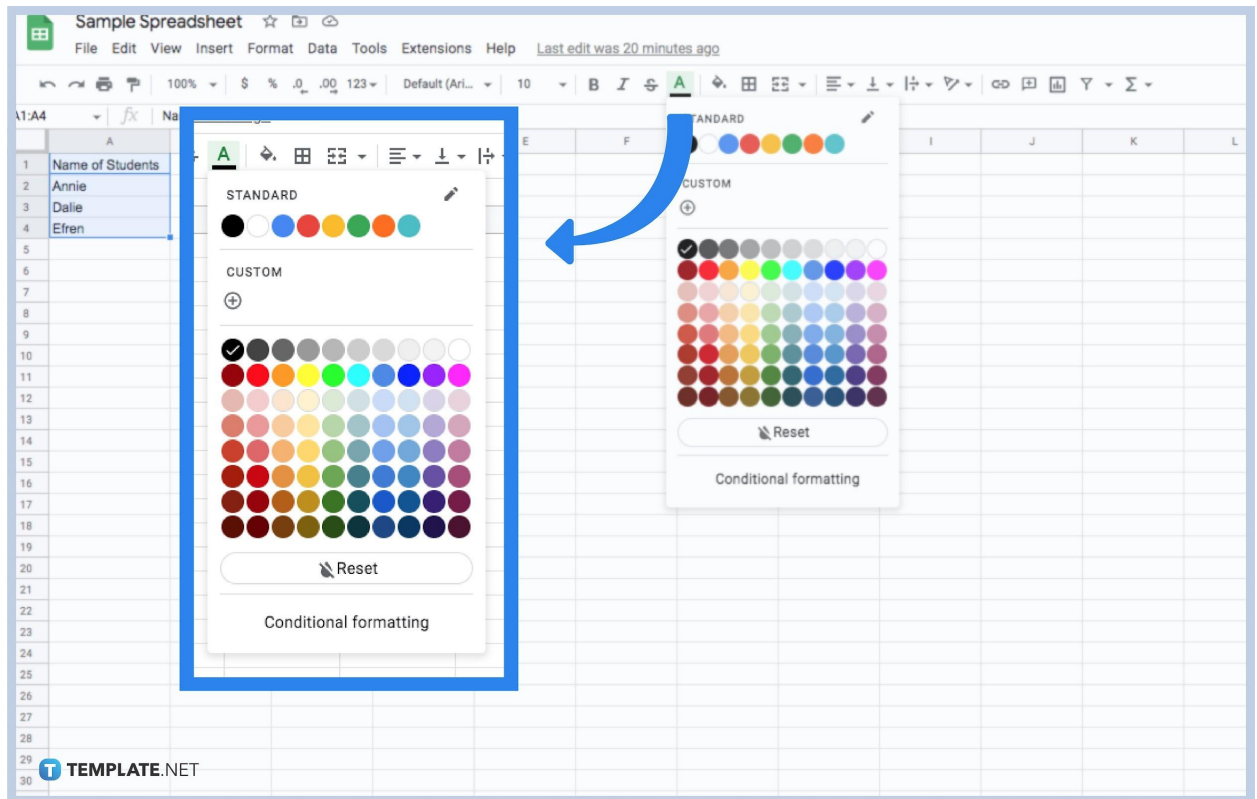 Sample Spreadsheet
File Edit View Insert Format Data Tools Extensions Help Last edit was 20 minutes ago
100% $ % .0 .00 123 Default (Ari... 10 B I S A
A1:A4 fx Na
A E F I J K L
STANDARD
CUSTOM
Reset
Conditional formatting
A
STANDARD
CUSTOM
Reset
Conditional formatting
1 Name of Students
2 Annie
3 Dalie
4 Efren
5
6
7
8
9
10
11
12
13
14
15
16
17
18
19
20
21
22
23
24
25
26
27
28
29
30
T TEMPLATE.NET